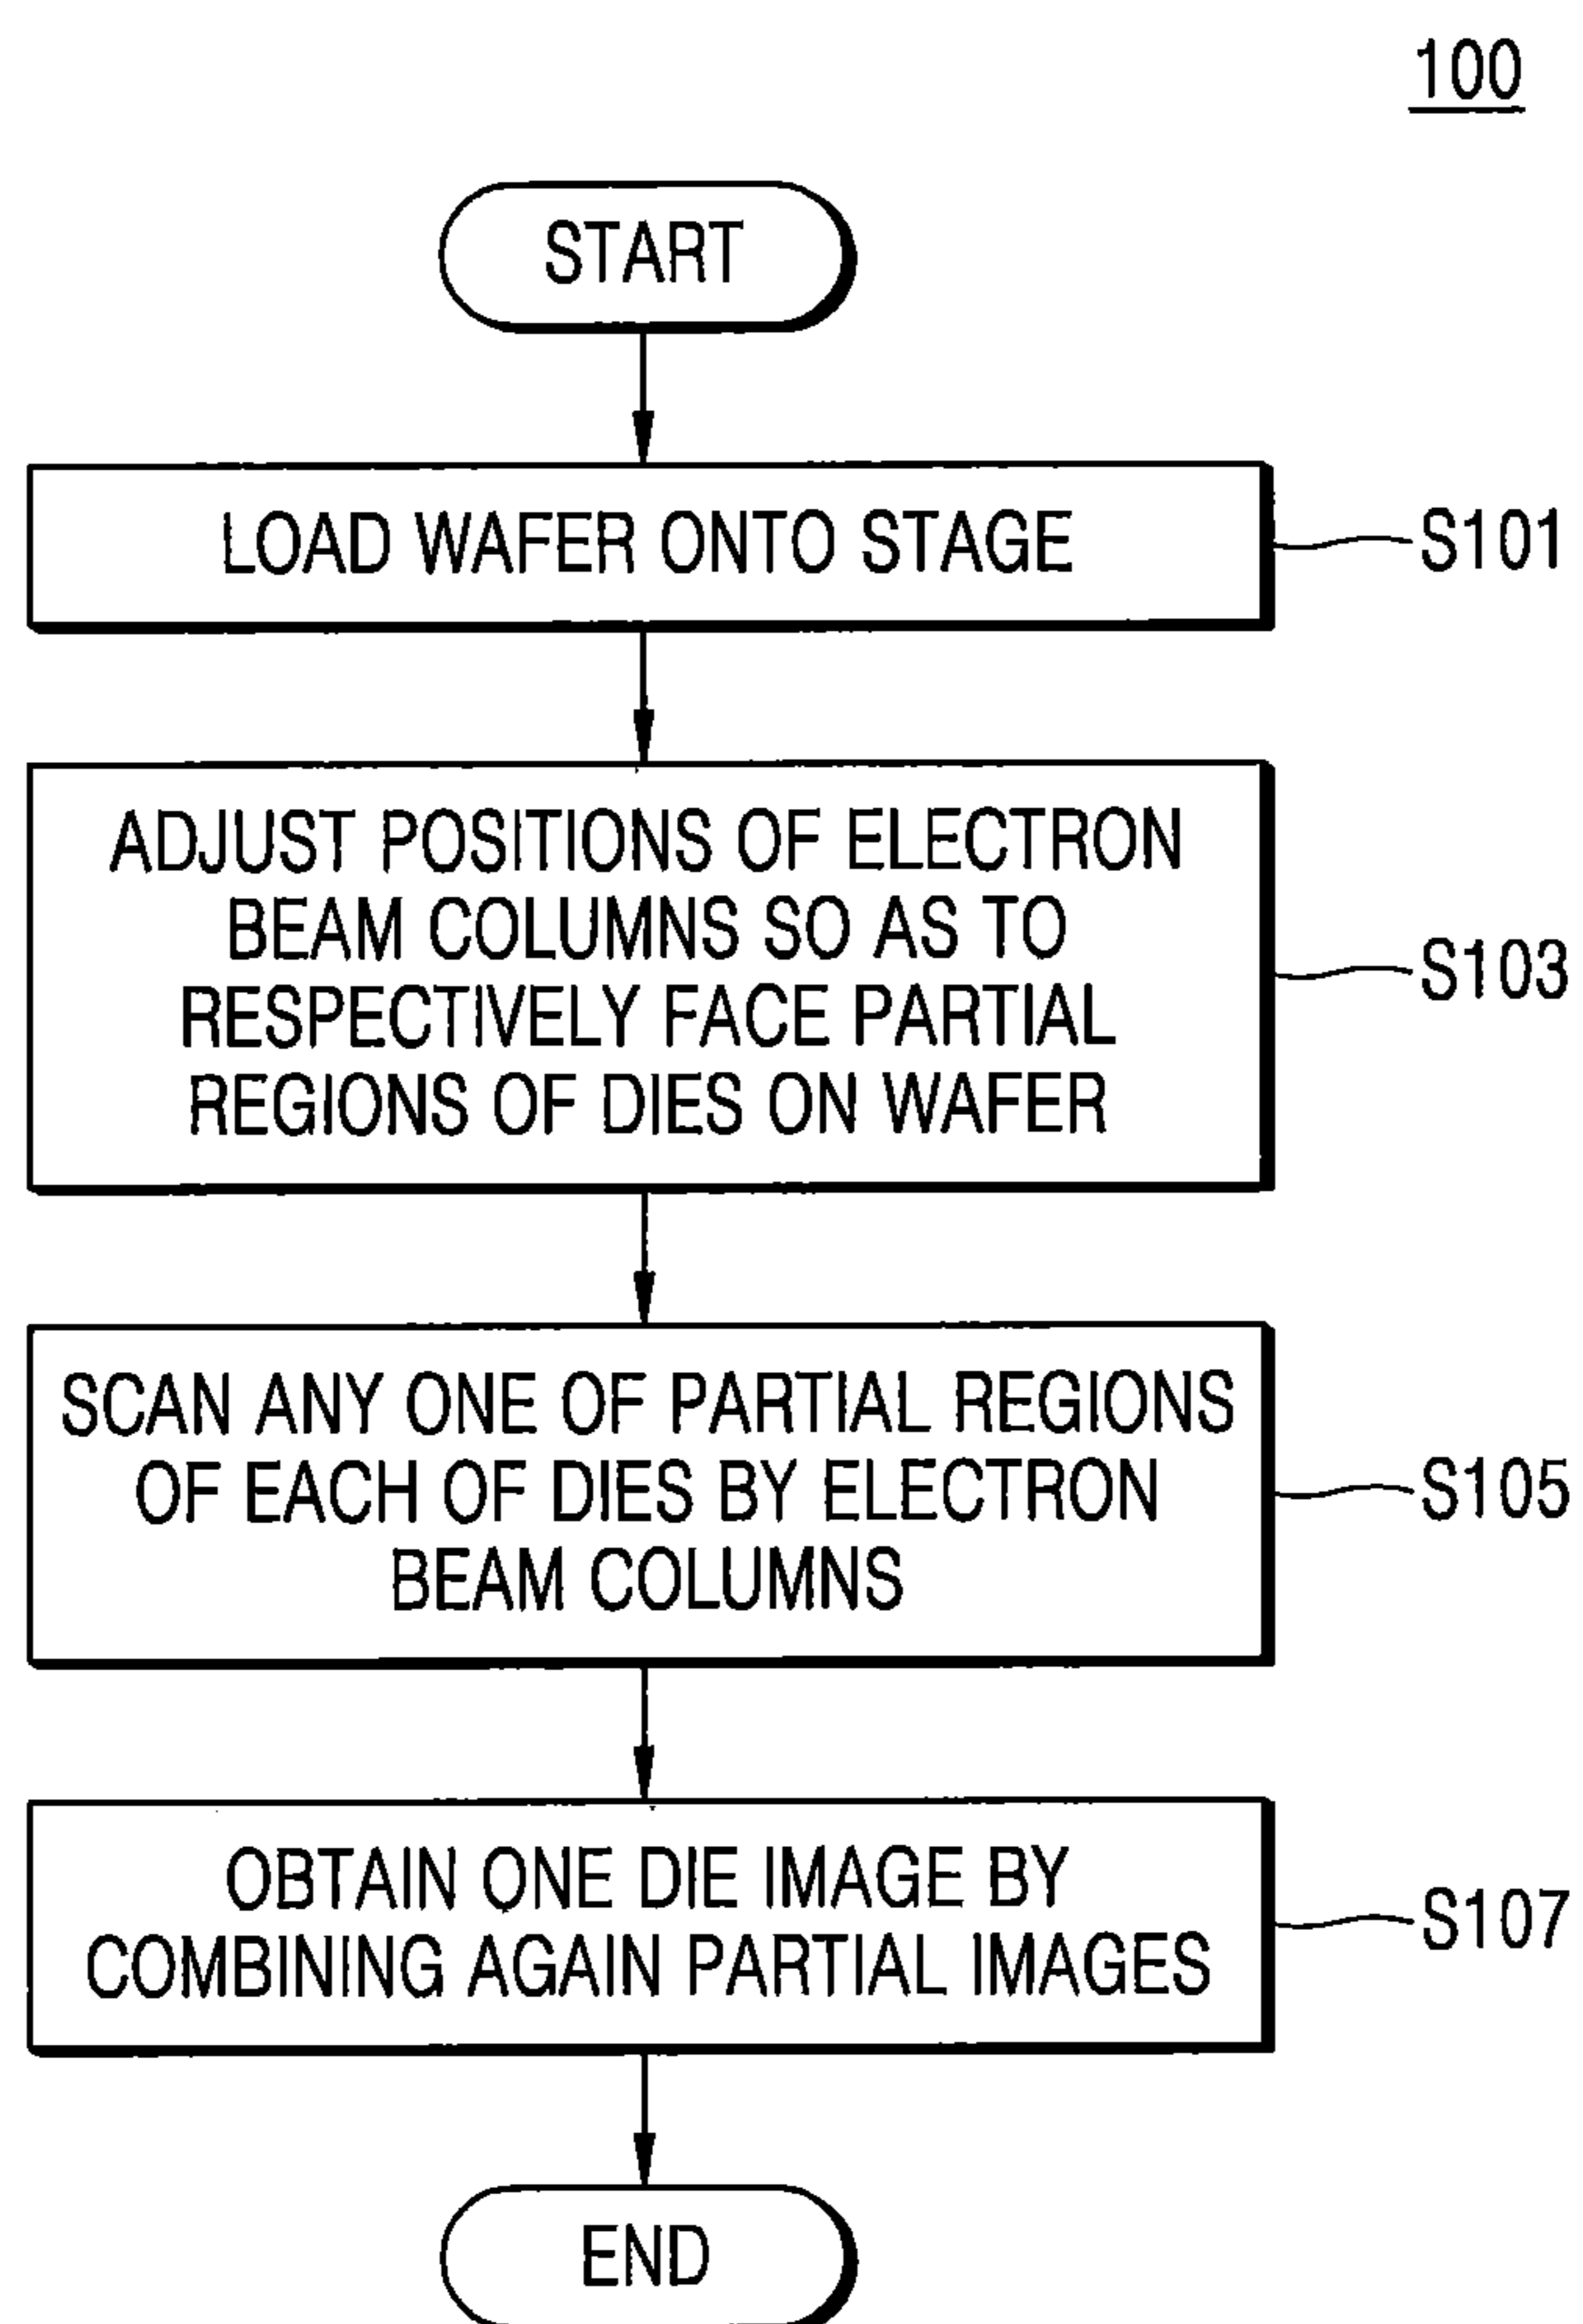 100
START
LOAD WAFER ONTO STAGE
S101
ADJUST POSITIONS OF ELECTRON
BEAM COLUMNS SO AS TO
RESPECTIVELY FACE PARTIAL
REGIONS OF DIES ON WAFER
S103
SCAN ANY ONE OF PARTIAL REGIONS
OF EACH OF DIES BY ELECTRON
BEAM COLUMNS
S105
OBTAIN ONE DIE IMAGE BY
COMBINING AGAIN PARTIAL IMAGES
S107
END